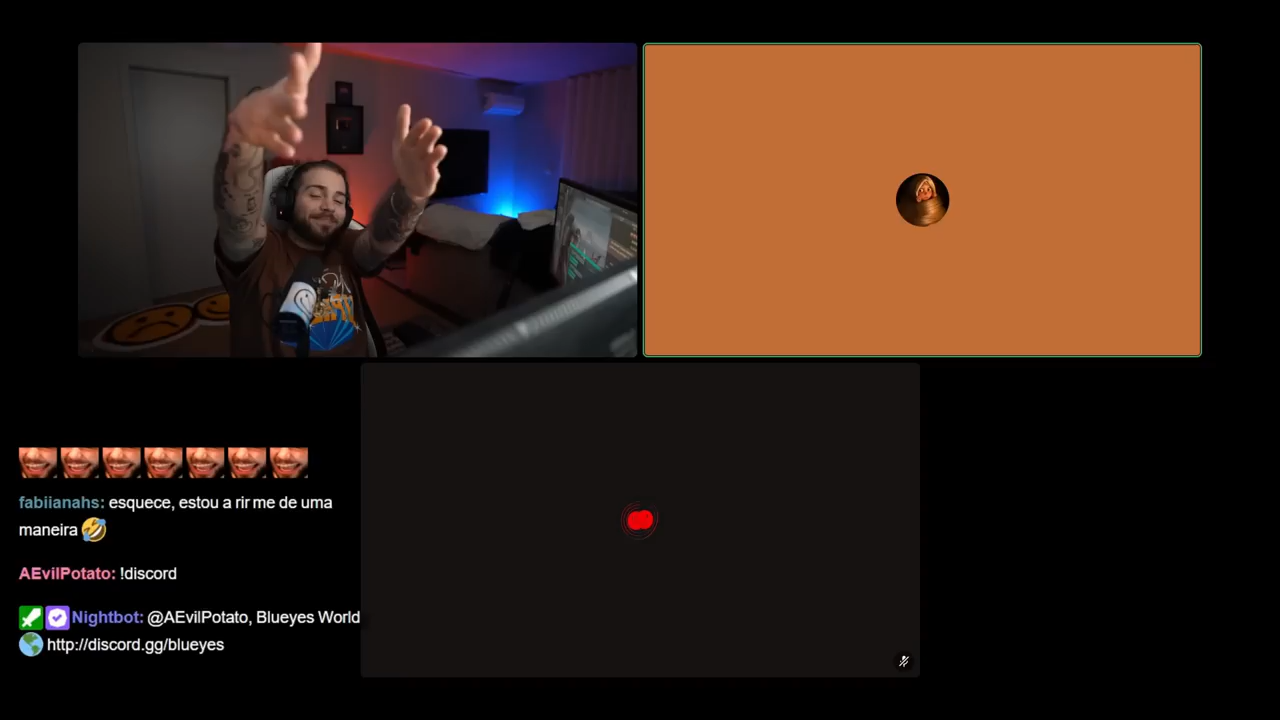 fabiianahs: esquece, estou a rir me de uma
maneira 🤣
AEvilPotato: !discord
Nightbot: @AEvilPotato, Blueyes World
🌎 http://discord.gg/blueyes